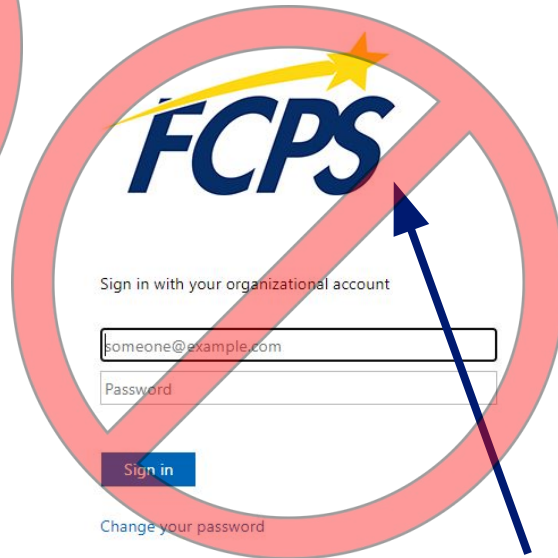 FCPS
Sign in with your organizational account
someone@example.com
Password
Sign in
Change your password